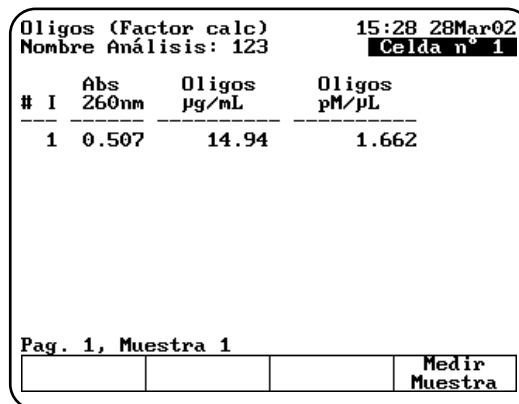 Oligos (Factor calc) 15:28 28Mar02
Nombre Análisis: 123 Celda n° 1
Abs Oligos Oligos
# I 260nm µg/mL pM/µL
1 0.507 14.94 1.662
Pag. 1, Muestra 1
Medir
Muestra